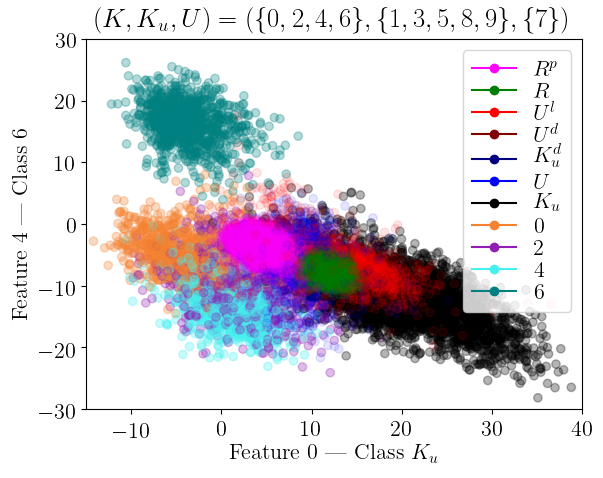 (K, K_u, U) = ({0, 2, 4, 6}, {1, 3, 5, 8, 9}, {7})
30
20
10
0
−10
−20
−30
Feature 4 — Class 6
R^p
R
U^l
U^d
K_u^d
U
K_u
0
2
4
6
−10 0 10 20 30 40
Feature 0 — Class K_u